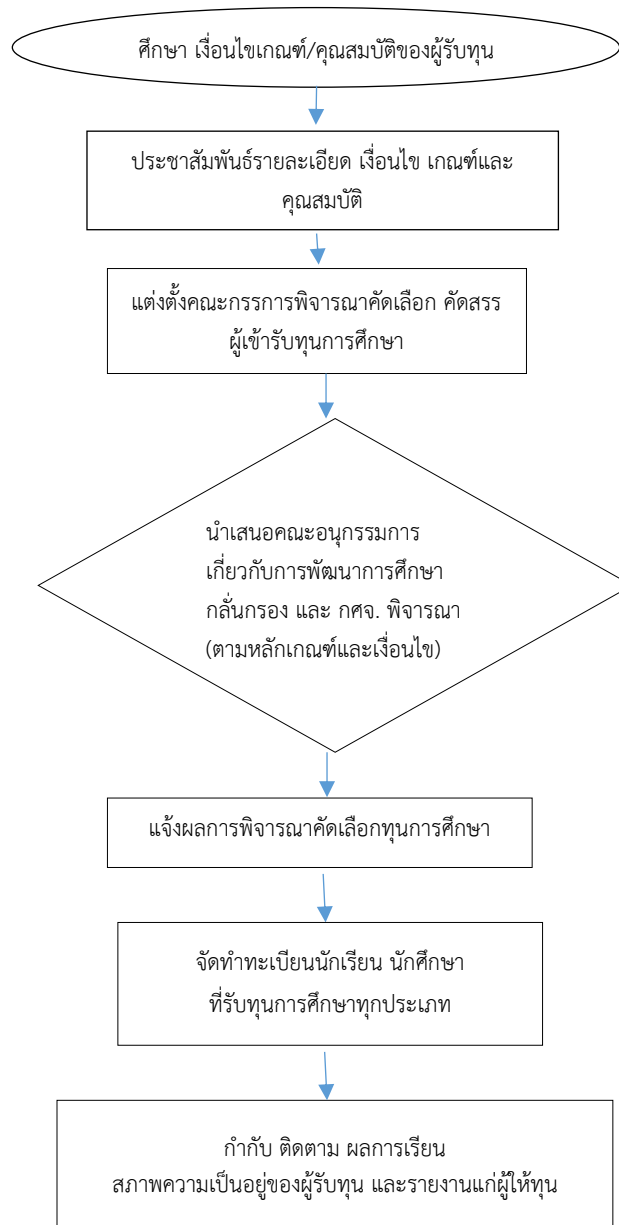 ศึกษา เงื่อนไขเกณฑ์/คุณสมบัติของผู้รับทุน
ประชาสัมพันธ์รายละเอียด เงื่อนไข เกณฑ์และ
คุณสมบัติ
แต่งตั้งคณะกรรการพิจารณาคัดเลือก คัดสรร
ผู้เข้ารับทุนการศึกษา
นำเสนอคณะอนุกรรมการ
เกี่ยวกับการพัฒนาการศึกษา
กลั่นกรอง และ กศจ. พิจารณา
(ตามหลักเกณฑ์และเงื่อนไข)
แจ้งผลการพิจารณาคัดเลือกทุนการศึกษา
จัดทำทะเบียนนักเรียน นักศึกษา
ที่รับทุนการศึกษาทุกประเภท
กำกับ ติดตาม ผลการเรียน
สภาพความเป็นอยู่ของผู้รับทุน และรายงานแก่ผู้ให้ทุน